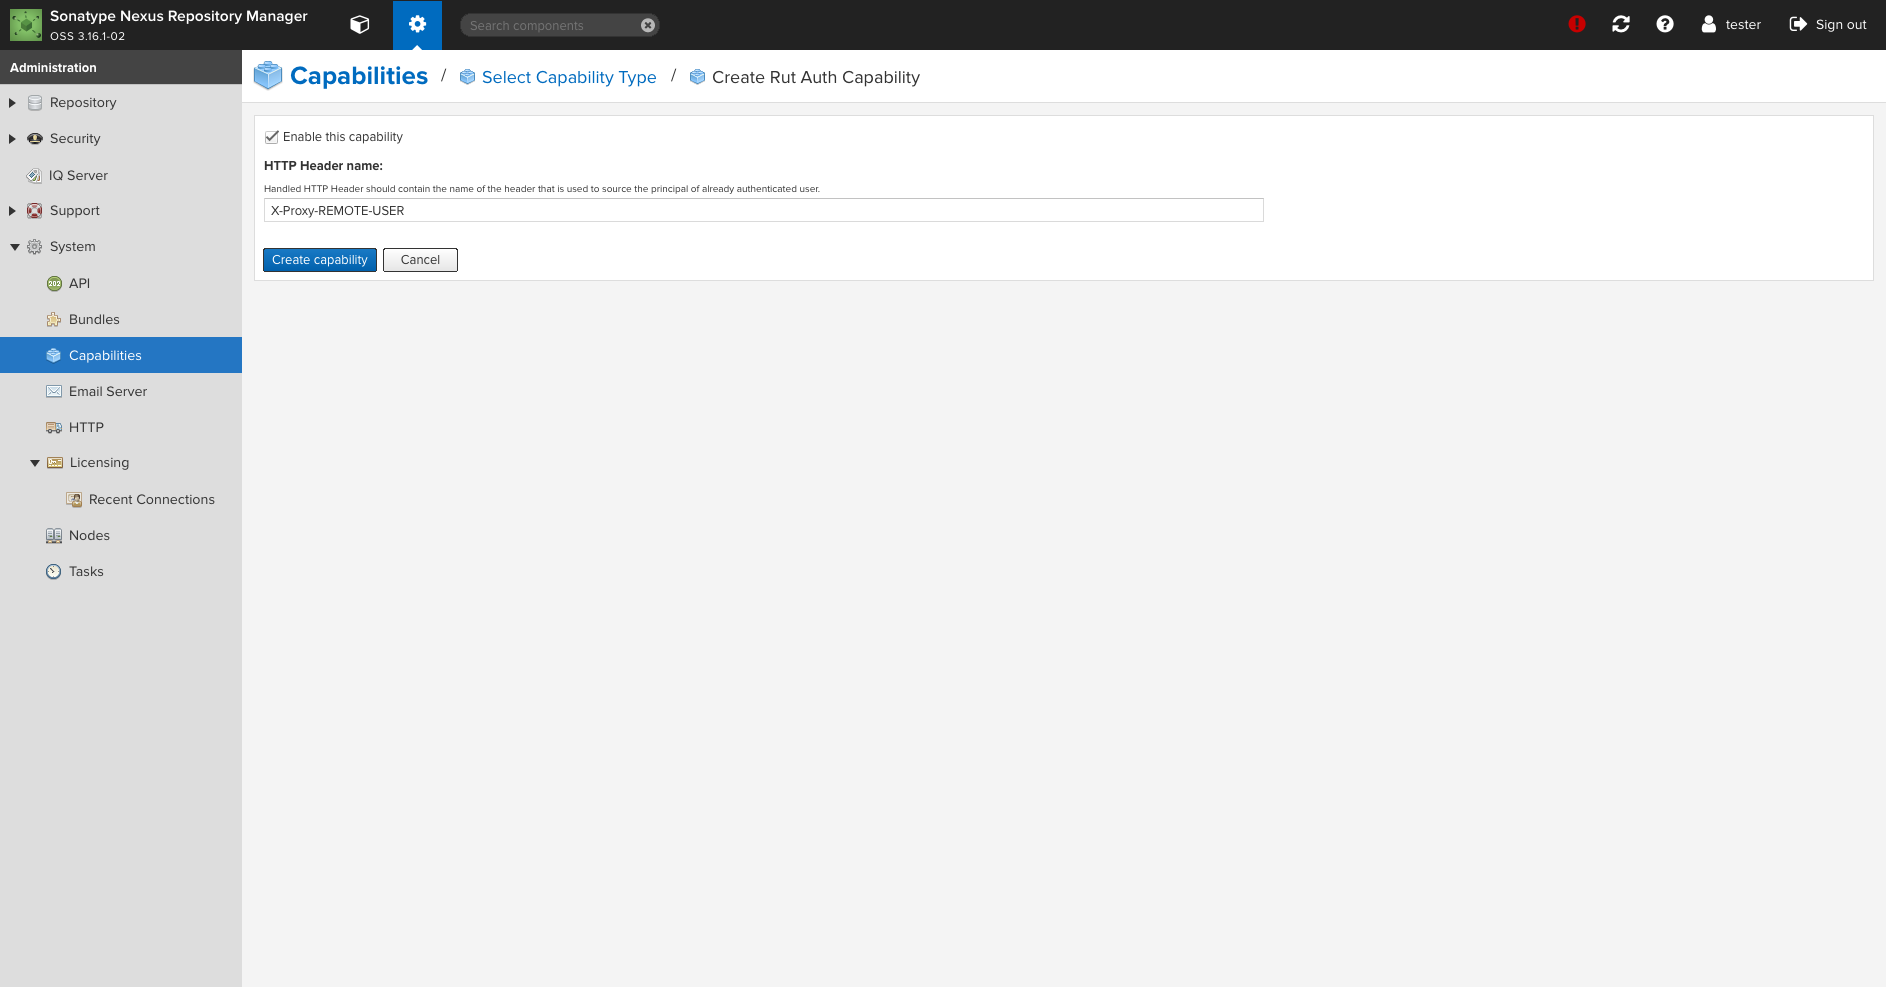 Sonatype Nexus Repository Manager
OSS 3.16.1-02
Search components
tester
Sign out
Administration
Repository
Security
IQ Server
Support
System
202
API
Bundles
Capabilities
Email Server
HTTP
Licensing
Recent Connections
Nodes
Tasks
Capabilities / Select Capability Type / Create Rut Auth Capability
Enable this capability
HTTP Header name:
Handled HTTP Header should contain the name of the header that is used to source the principal of already authenticated user.
X-Proxy-REMOTE-USER
Create capability
Cancel